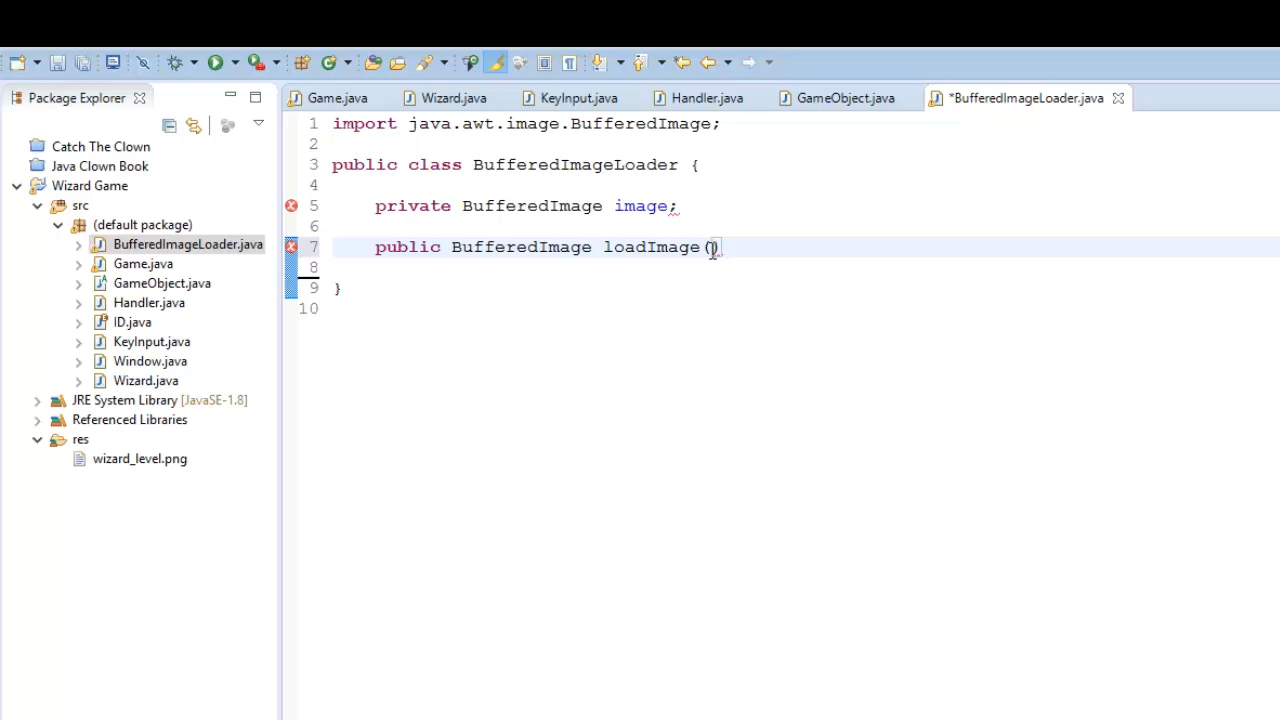 Package Explorer
Game.java
Wizard.java
KeyInput.java
Handler.java
GameObject.java
*BufferedImageLoader.java
Catch The Clown
Java Clown Book
Wizard Game
src
(default package)
BufferedImageLoader.java
Game.java
GameObject.java
Handler.java
ID.java
KeyInput.java
Window.java
Wizard.java
JRE System Library [JavaSE-1.8]
Referenced Libraries
res
wizard_level.png
1 import java.awt.image.BufferedImage;
2
3 public class BufferedImageLoader {
4
5 private BufferedImage image;
6
7 public BufferedImage loadImage()
8
9 }
10